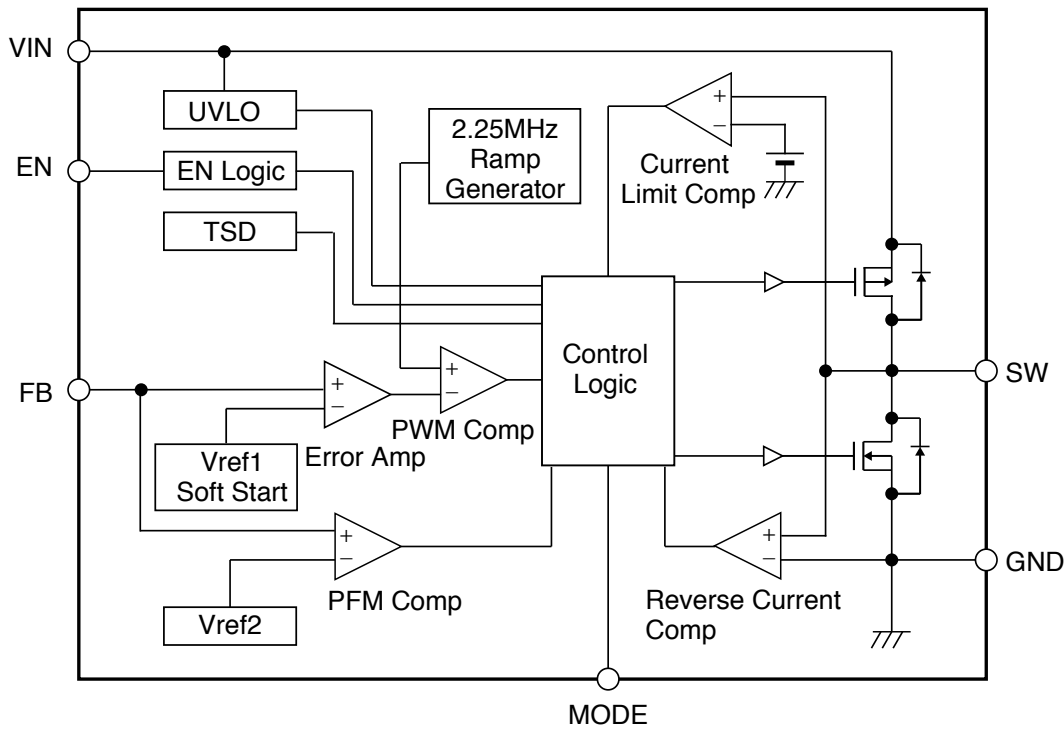 VIN
UVLO
EN
EN Logic
TSD
2.25MHz
Ramp
Generator
+
−
Current
Limit Comp
Control
Logic
FB
+
−
Error Amp
+
−
PWM Comp
SW
Vref1
Soft Start
+
−
PFM Comp
Vref2
+
−
Reverse Current
Comp
GND
MODE